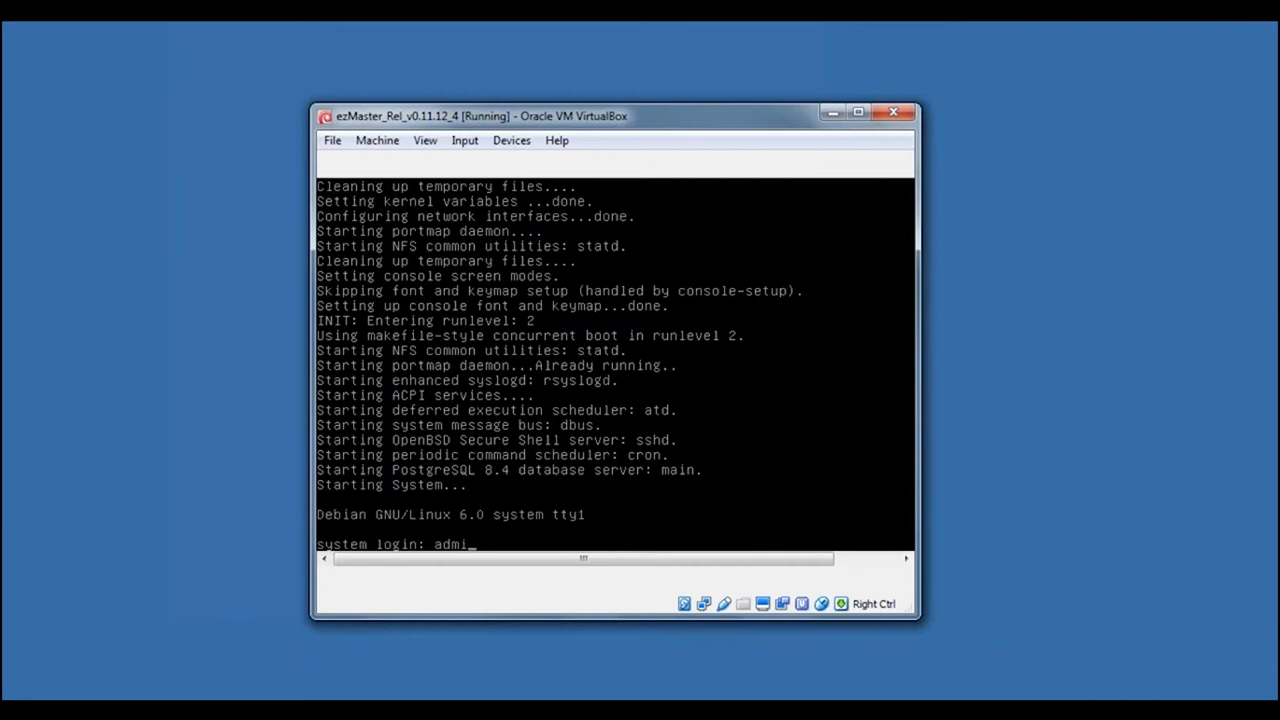 ezMaster_Rel_v0.11.12_4 [Running] - Oracle VM VirtualBox
File Machine View Input Devices Help
Cleaning up temporary files....
Setting kernel variables ...done.
Configuring network interfaces...done.
Starting portmap daemon....
Starting NFS common utilities: statd.
Cleaning up temporary files....
Setting console screen modes.
Skipping font and keymap setup (handled by console-setup).
Setting up console font and keymap...done.
INIT: Entering runlevel: 2
Using makefile-style concurrent boot in runlevel 2.
Starting NFS common utilities: statd.
Starting portmap daemon...Already running..
Starting enhanced syslogd: rsyslogd.
Starting ACPI services....
Starting deferred execution scheduler: atd.
Starting system message bus: dbus.
Starting OpenBSD Secure Shell server: sshd.
Starting periodic command scheduler: cron.
Starting PostgreSQL 8.4 database server: main.
Starting System...
Debian GNU/Linux 6.0 system tty1
system login: admi_
Right Ctrl